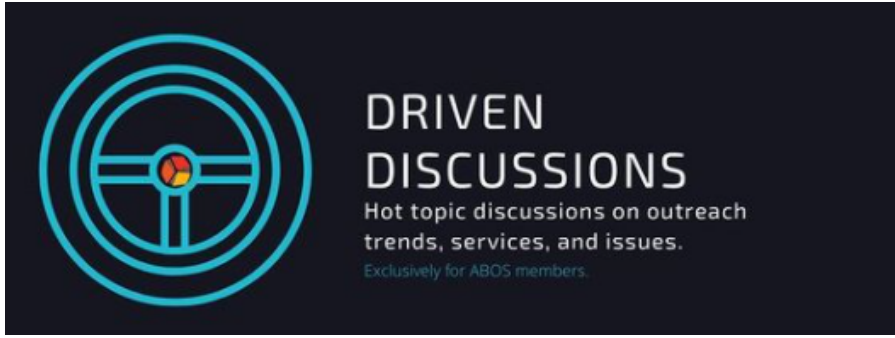 DRIVEN
DISCUSSIONS
Hot topic discussions on outreach
trends, services, and issues.
Exclusively for ABOS members.